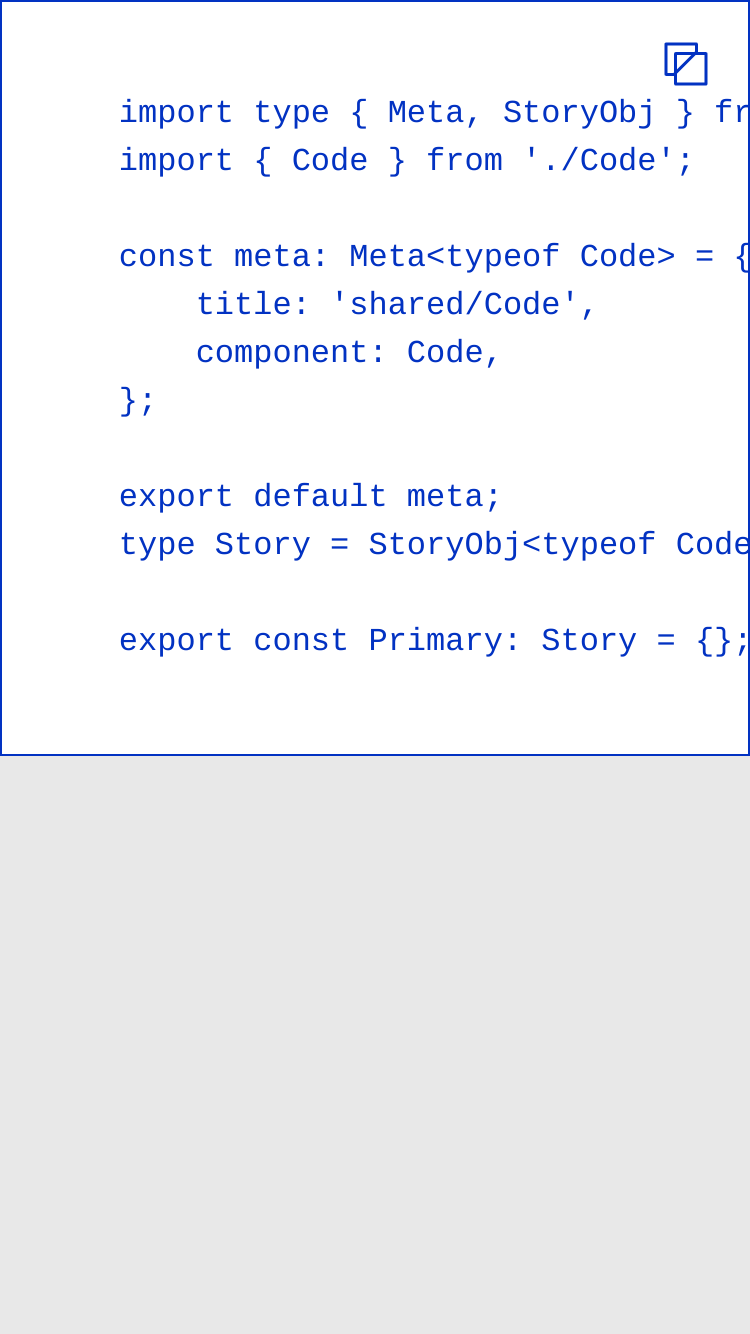 import type { Meta, StoryObj } fr
import { Code } from './Code';
const meta: Meta<typeof Code> = {
    title: 'shared/Code',
    component: Code,
};
export default meta;
type Story = StoryObj<typeof Code
export const Primary: Story = {};